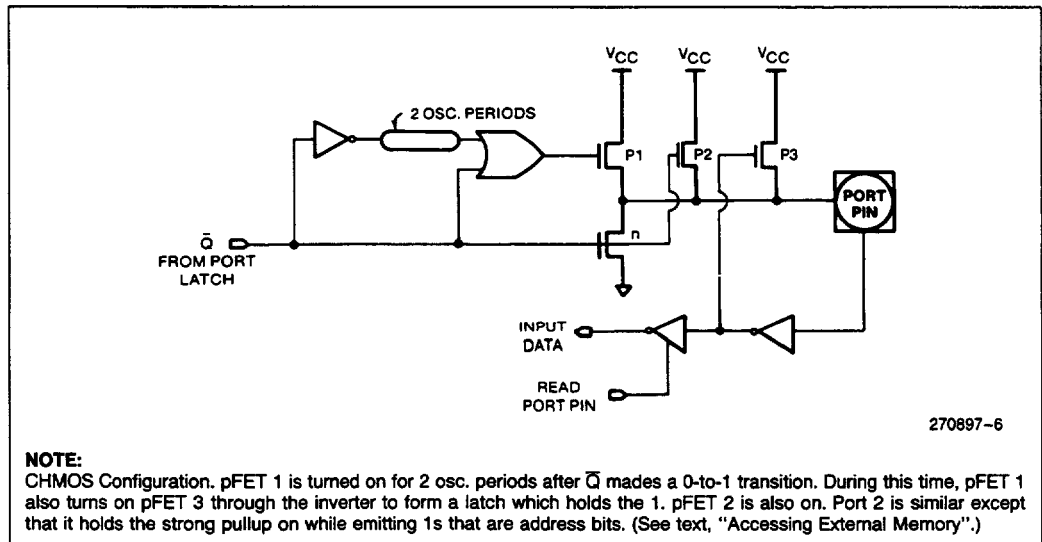 VCC VCC VCC
2 OSC. PERIODS
P1 P2 P3
PORT
PIN
n
Q̄
FROM PORT
LATCH
INPUT
DATA
READ
PORT PIN
270897–6
NOTE:
CHMOS Configuration. pFET 1 is turned on for 2 osc. periods after Q̄ mades a 0-to-1 transition. During this time, pFET 1
also turns on pFET 3 through the inverter to form a latch which holds the 1. pFET 2 is also on. Port 2 is similar except
that it holds the strong pullup on while emitting 1s that are address bits. (See text, "Accessing External Memory".)